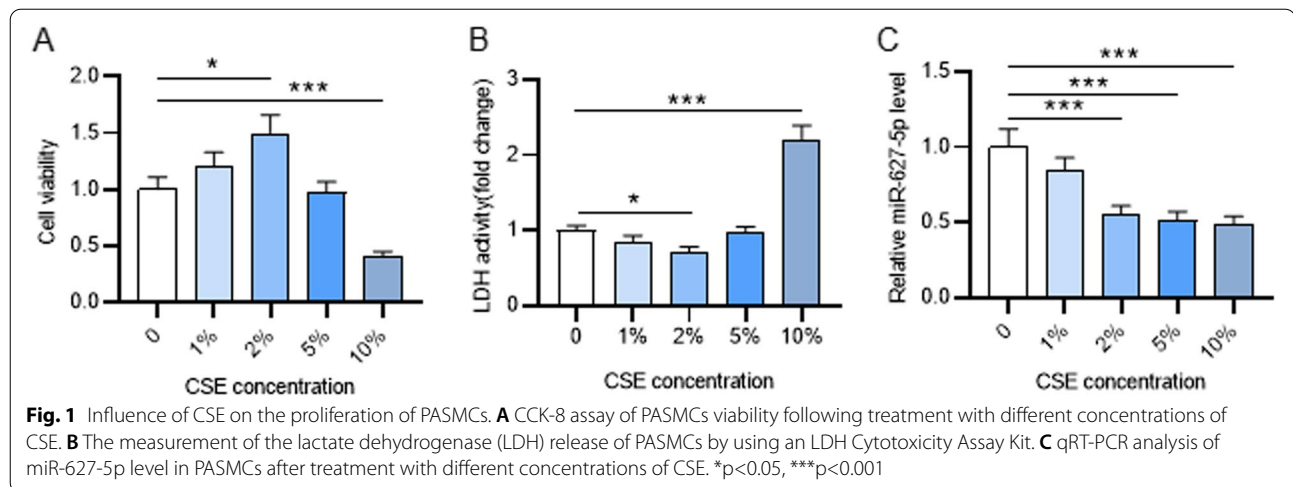 A
B
C
Cell viability
2.0
1.5
1.0
0.5
0.0
*
***
0
1%
2%
5%
10%
CSE concentration
LDH activity(fold change)
3
2
1
0
***
*
0
1%
2%
5%
10%
CSE concentration
Relative miR-627-5p level
1.5
1.0
0.5
0.0
***
***
***
0
1%
2%
5%
10%
CSE concentration
Fig. 1 Influence of CSE on the proliferation of PASMCs. A CCK-8 assay of PASMCs viability following treatment with different concentrations of
CSE. B The measurement of the lactate dehydrogenase (LDH) release of PASMCs by using an LDH Cytotoxicity Assay Kit. C qRT-PCR analysis of
miR-627-5p level in PASMCs after treatment with different concentrations of CSE. *p<0.05, ***p<0.001